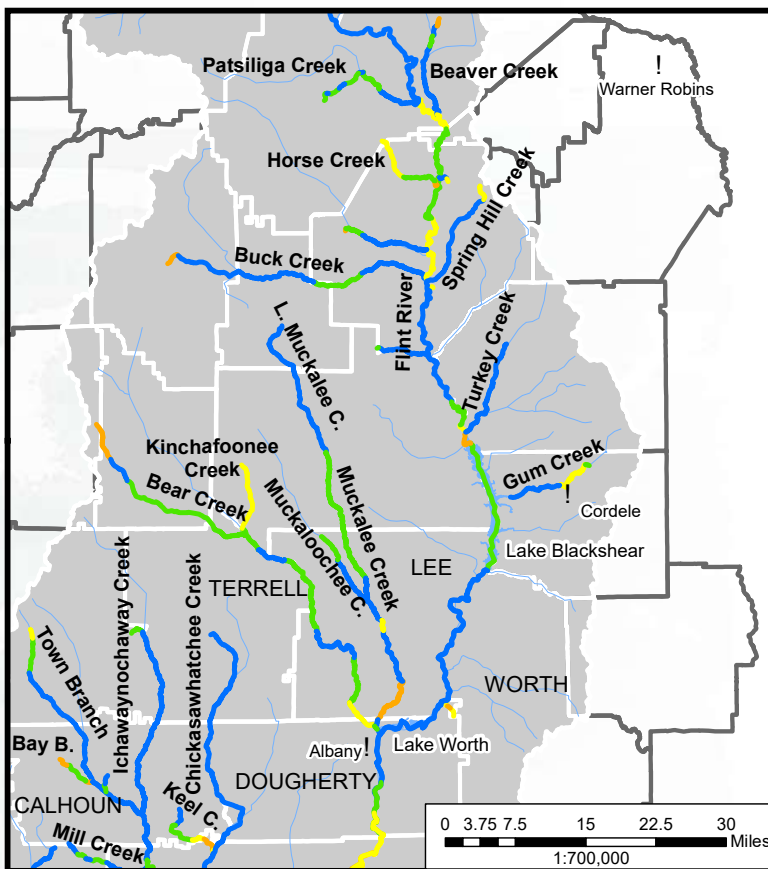 Patsiliga Creek
Beaver Creek
Warner Robins
Horse Creek
Spring Hill Creek
Buck Creek
Flint River
L. Muckalee C.
Turkey Creek
Kinchafoonee
Creek
Gum Creek
Bear Creek
Muckalee Creek
Muckaloochee C.
Cordele
Lake Blackshear
LEE
TERRELL
Ichawaynochaway Creek
Chickasawhatchee Creek
Town Branch
WORTH
Bay B.
Albany
Lake Worth
DOUGHERTY
CALHOUN
Keel C.
Mill Creek
0 3.75 7.5 15 22.5 30
Miles
1:700,000